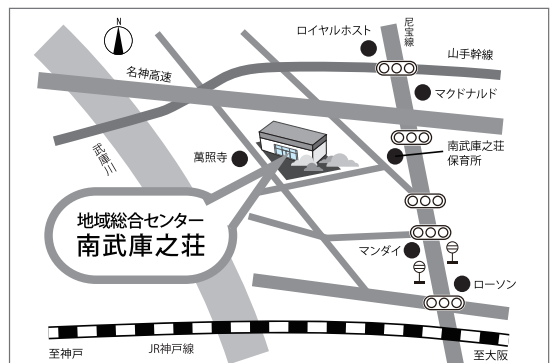 N
ロイヤルホスト
尼宝線
山手幹線
名神高速
マクドナルド
武庫川
萬照寺
南武庫之荘
保育所
地域総合センター
南武庫之荘
マンダイ
ローソン
至神戸
JR神戸線
至大阪